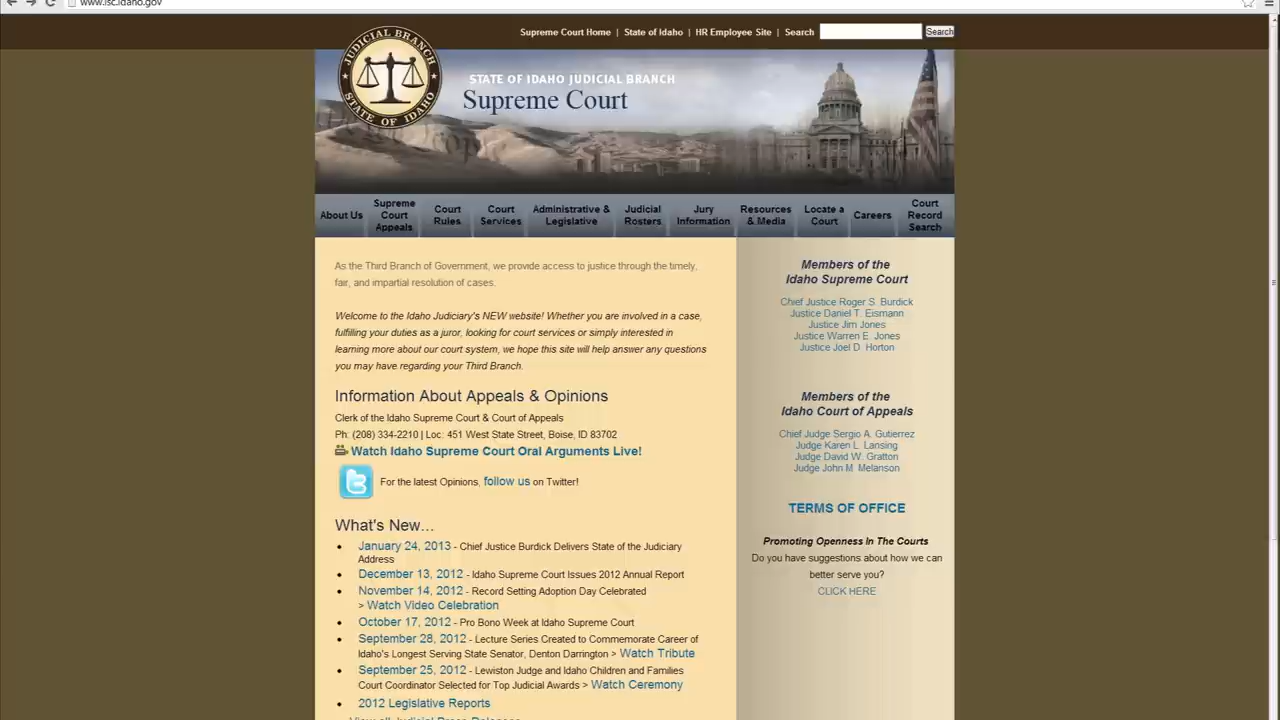 www.isc.idaho.gov
Supreme Court Home | State of Idaho | HR Employee Site | Search
Search
JUDICIAL BRANCH
STATE OF IDAHO
STATE OF IDAHO JUDICIAL BRANCH
Supreme Court
About Us
Supreme
Court
Appeals
Court
Rules
Court
Services
Administrative &
Legislative
Judicial
Rosters
Jury
Information
Resources
& Media
Locate a
Court
Careers
Court
Record
Search
As the Third Branch of Government, we provide access to justice through the timely,
fair, and impartial resolution of cases.
Welcome to the Idaho Judiciary's NEW website! Whether you are involved in a case,
fulfilling your duties as a juror, looking for court services or simply interested in
learning more about our court system, we hope this site will help answer any questions
you may have regarding your Third Branch.
Information About Appeals & Opinions
Clerk of the Idaho Supreme Court & Court of Appeals
Ph: (208) 334-2210 | Loc: 451 West State Street, Boise, ID 83702
Watch Idaho Supreme Court Oral Arguments Live!
For the latest Opinions, follow us on Twitter!
What's New...
January 24, 2013 - Chief Justice Burdick Delivers State of the Judiciary
Address
December 13, 2012 - Idaho Supreme Court Issues 2012 Annual Report
November 14, 2012 - Record Setting Adoption Day Celebrated
> Watch Video Celebration
October 17, 2012 - Pro Bono Week at Idaho Supreme Court
September 28, 2012 - Lecture Series Created to Commemorate Career of
Idaho's Longest Serving State Senator, Denton Darrington > Watch Tribute
September 25, 2012 - Lewiston Judge and Idaho Children and Families
Court Coordinator Selected for Top Judicial Awards > Watch Ceremony
2012 Legislative Reports
View all Judicial Press Releases
Members of the
Idaho Supreme Court
Chief Justice Roger S. Burdick
Justice Daniel T. Eismann
Justice Jim Jones
Justice Warren E. Jones
Justice Joel D. Horton
Members of the
Idaho Court of Appeals
Chief Judge Sergio A. Gutierrez
Judge Karen L. Lansing
Judge David W. Gratton
Judge John M. Melanson
TERMS OF OFFICE
Promoting Openness In The Courts
Do you have suggestions about how we can
better serve you?
CLICK HERE